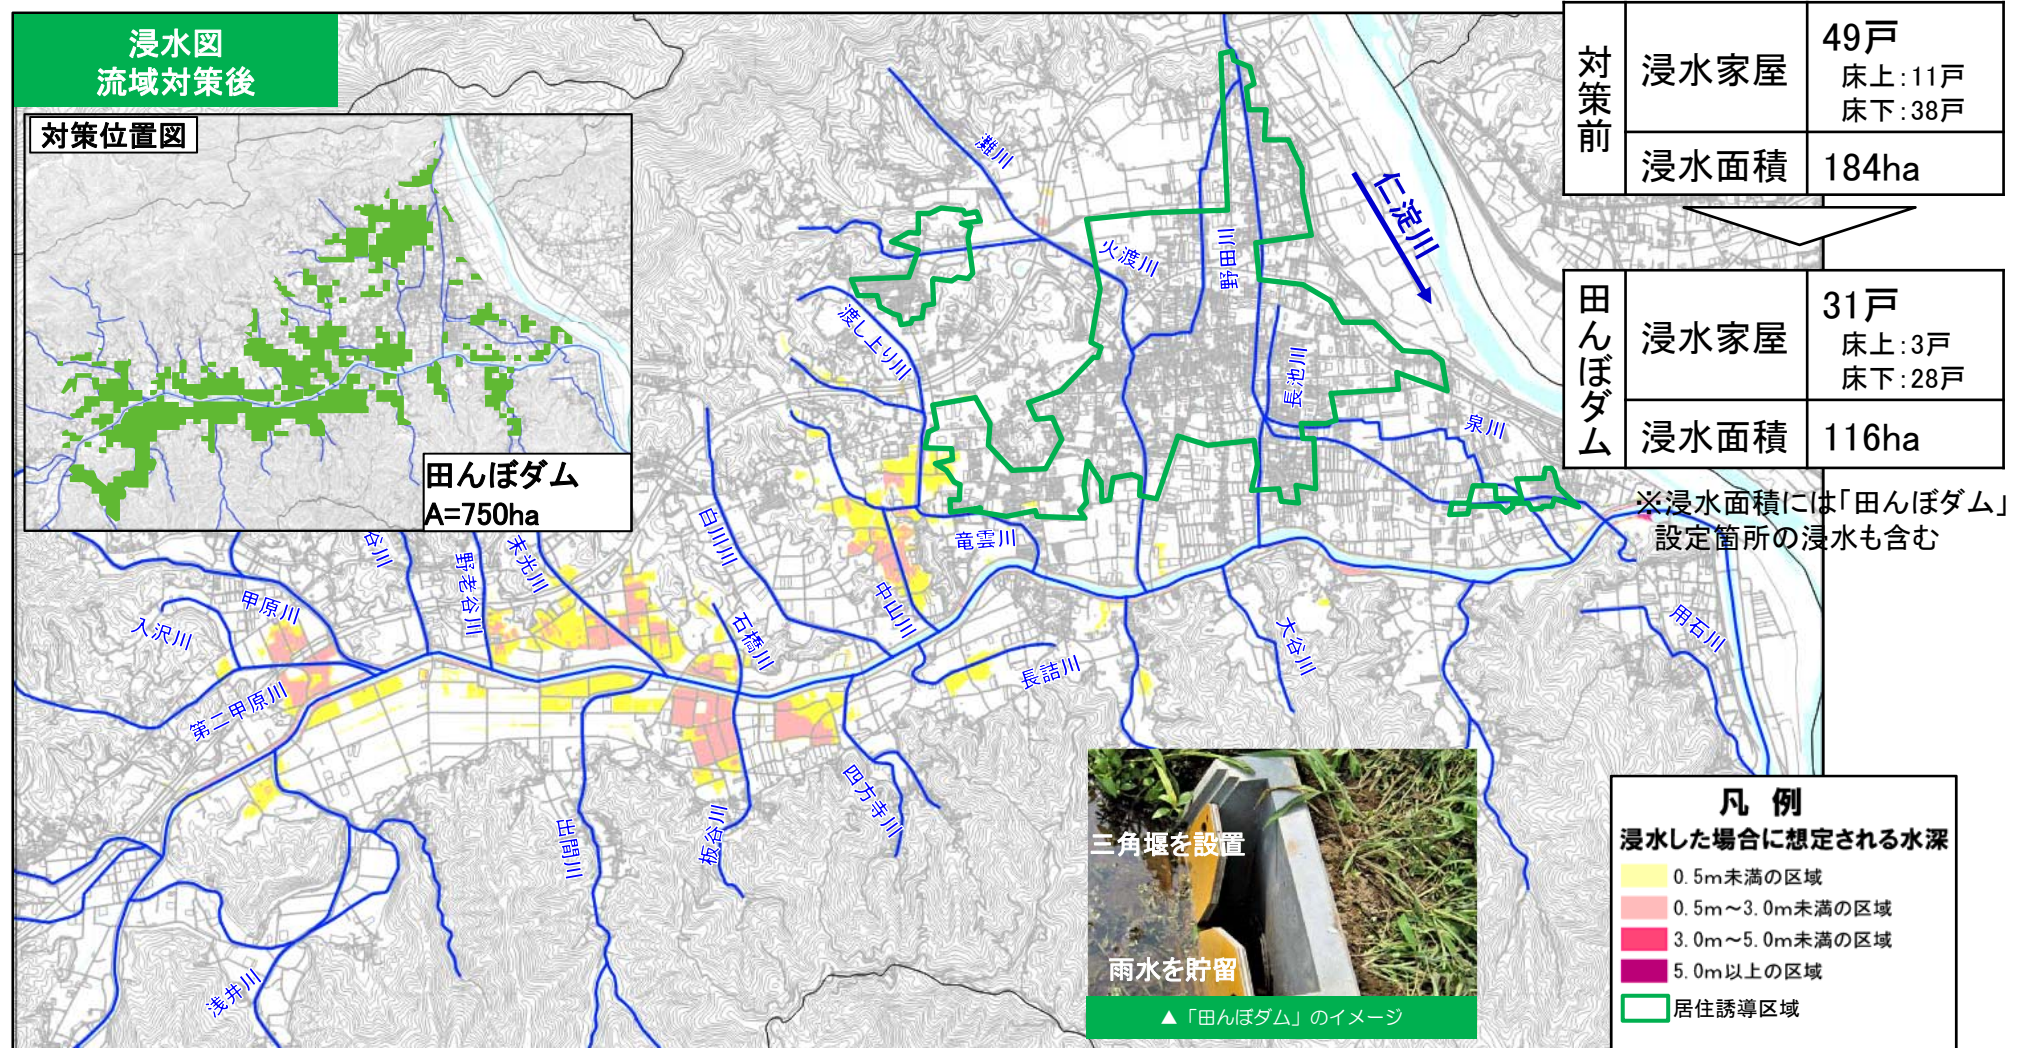 浸水図
流域対策後
対策位置図
田んぼダム
A=750ha
対策前
浸水家屋
49戸
床上:11戸
床下:38戸
浸水面積
184ha
田んぼダム
浸水家屋
31戸
床上:3戸
床下:28戸
浸水面積
116ha
※浸水面積には「田んぼダム」
設定箇所の浸水も含む
灘川
火渡川
野田川
仁淀川
渡し上り川
長池川
泉川
竜雲川
白川川
中山川
谷川
野老谷川
末光川
石橋川
甲原川
入沢川
第二甲原川
長詰川
大谷川
用石川
四方寺川
板谷川
出間川
浅井川
三角堰を設置
雨水を貯留
▲「田んぼダム」のイメージ
凡 例
浸水した場合に想定される水深
0.5m未満の区域
0.5m～3.0m未満の区域
3.0m～5.0m未満の区域
5.0m以上の区域
居住誘導区域